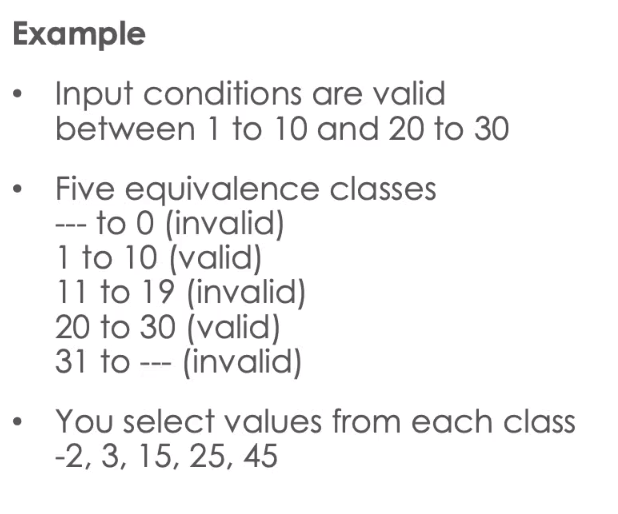 Example
• Input conditions are valid
between 1 to 10 and 20 to 30
• Five equivalence classes
--- to 0 (invalid)
1 to 10 (valid)
11 to 19 (invalid)
20 to 30 (valid)
31 to --- (invalid)
• You select values from each class
-2, 3, 15, 25, 45